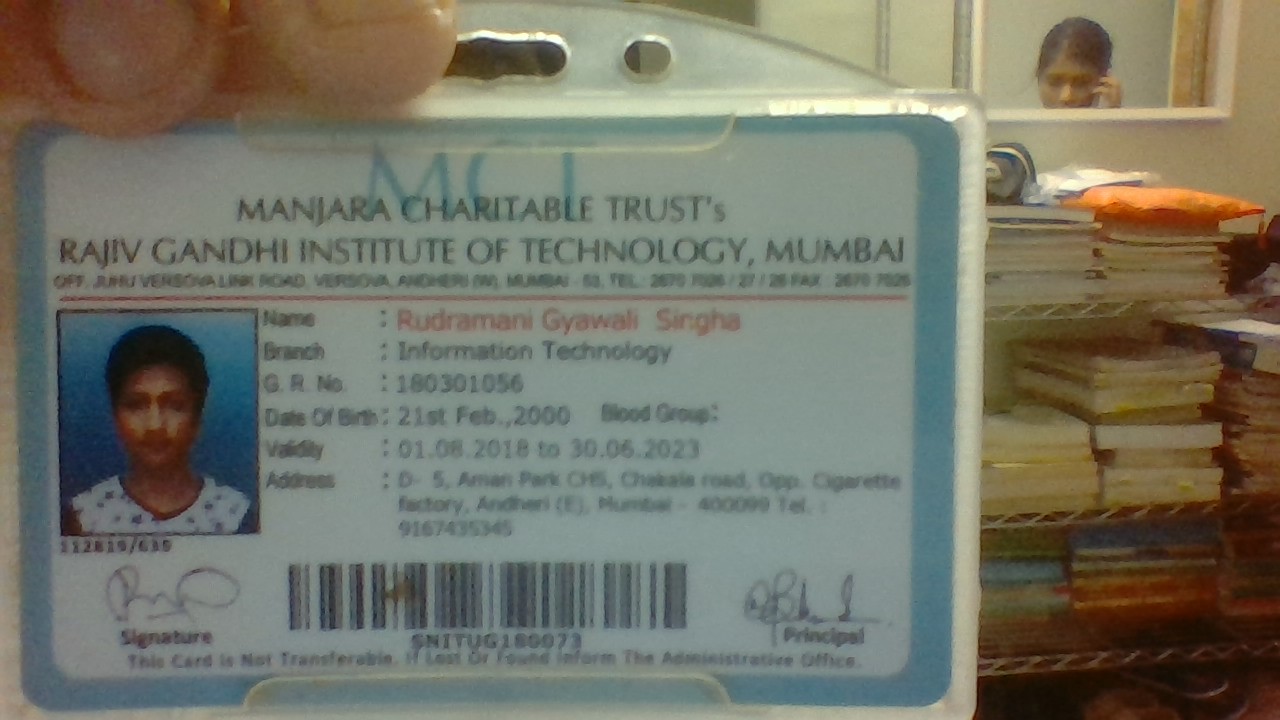 MCT
MANJARA CHARITABLE TRUST's
RAJIV GANDHI INSTITUTE OF TECHNOLOGY, MUMBAI
OFF. JUHU VERSOVA LINK ROAD, VERSOVA, ANDHERI (W), MUMBAI - 53, TEL. : 2670 7026 / 27 / 28 FAX : 2670 7026
Name : Rudramani Gyawali Singha
Branch : Information Technology
G. R. No. : 180301056
Date Of Birth : 21st Feb.,2000 Blood Group:
Validity : 01.08.2018 to 30.06.2023
Address : D- 5, Aman Park CHS, Chakala road, Opp. Cigarette
factory, Andheri (E), Mumbai - 400099 Tel. :
9167435345
112819/639
Signature
SNITUG180073
Principal
This Card is Not Transferable. If Lost Or Found Inform The Administrative Office.